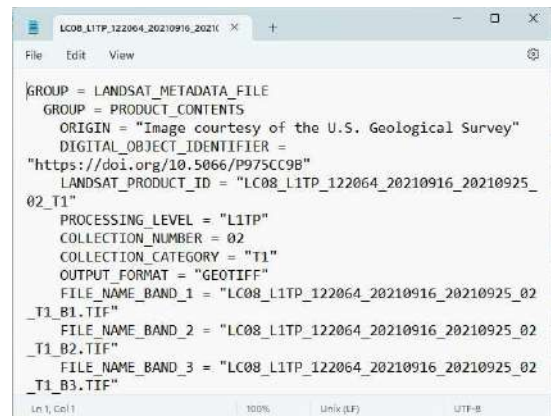 LC08_L1TP_122064_20210916_2021(
File Edit View
GROUP = LANDSAT_METADATA_FILE
GROUP = PRODUCT_CONTENTS
ORIGIN = "Image courtesy of the U.S. Geological Survey"
DIGITAL_OBJECT_IDENTIFIER =
"https://doi.org/10.5066/P975CC9B"
LANDSAT_PRODUCT_ID = "LC08_L1TP_122064_20210916_20210925_
02_T1"
PROCESSING_LEVEL = "L1TP"
COLLECTION_NUMBER = 02
COLLECTION_CATEGORY = "T1"
OUTPUT_FORMAT = "GEOTIFF"
FILE_NAME_BAND_1 = "LC08_L1TP_122064_20210916_20210925_02
_T1_B1.TIF"
FILE_NAME_BAND_2 = "LC08_L1TP_122064_20210916_20210925_02
_T1_B2.TIF"
FILE_NAME_BAND_3 = "LC08_L1TP_122064_20210916_20210925_02
_T1_B3.TIF"
Ln 1, Col 1 100% Unix (LF) UTF-8